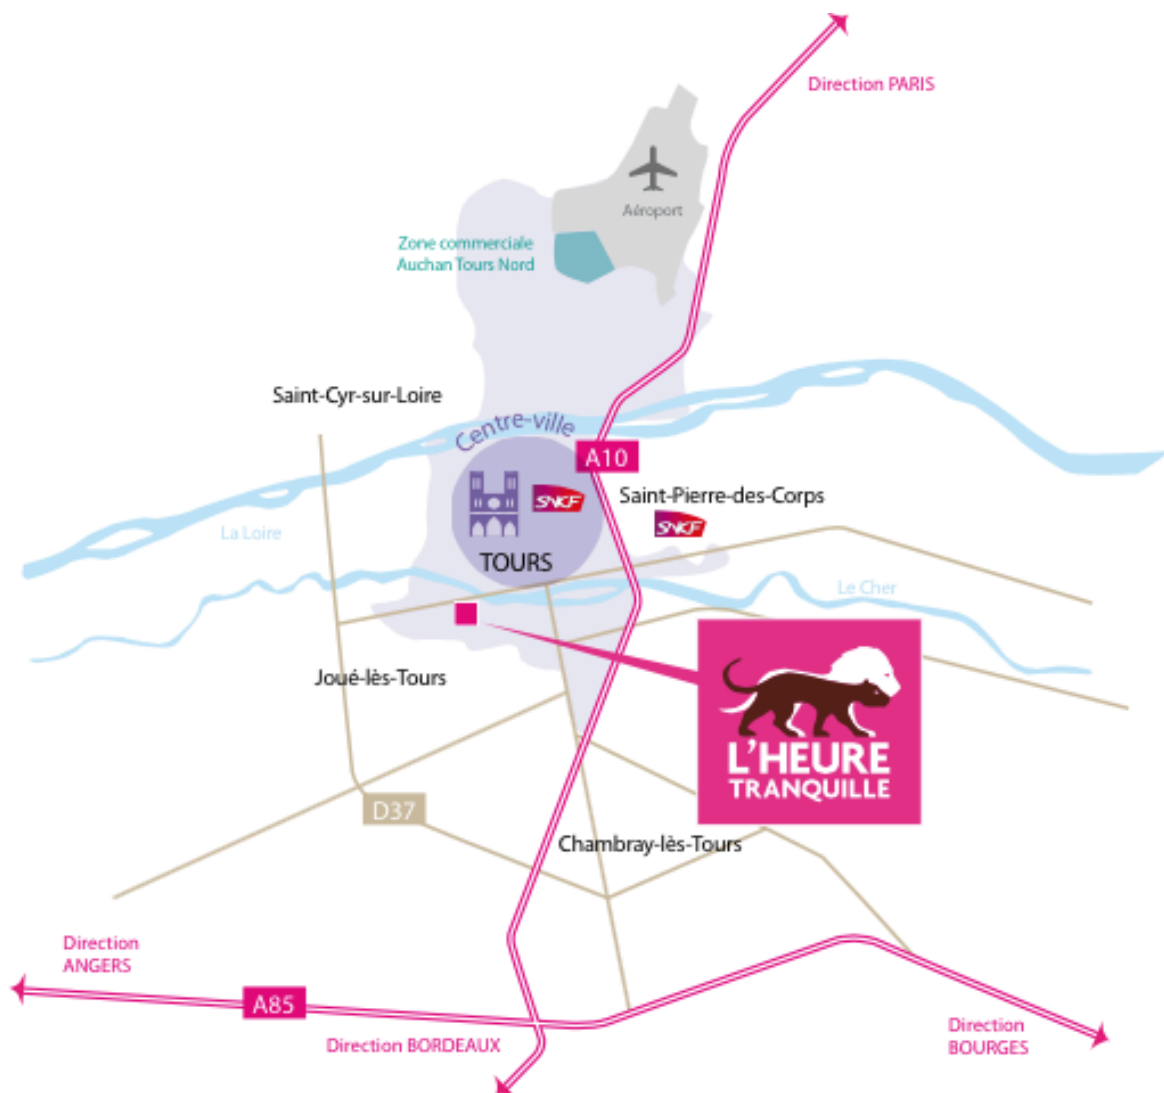 Direction PARIS
Aéroport
Zone commerciale
Auchan Tours Nord
Saint-Cyr-sur-Loire
Centre-ville
A10
SNCF
Saint-Pierre-des-Corps
SNCF
La Loire
TOURS
Le Cher
Joué-lès-Tours
L'HEURE
TRANQUILLE
D37
Chambray-lès-Tours
Direction
ANGERS
A85
Direction BORDEAUX
Direction
BOURGES